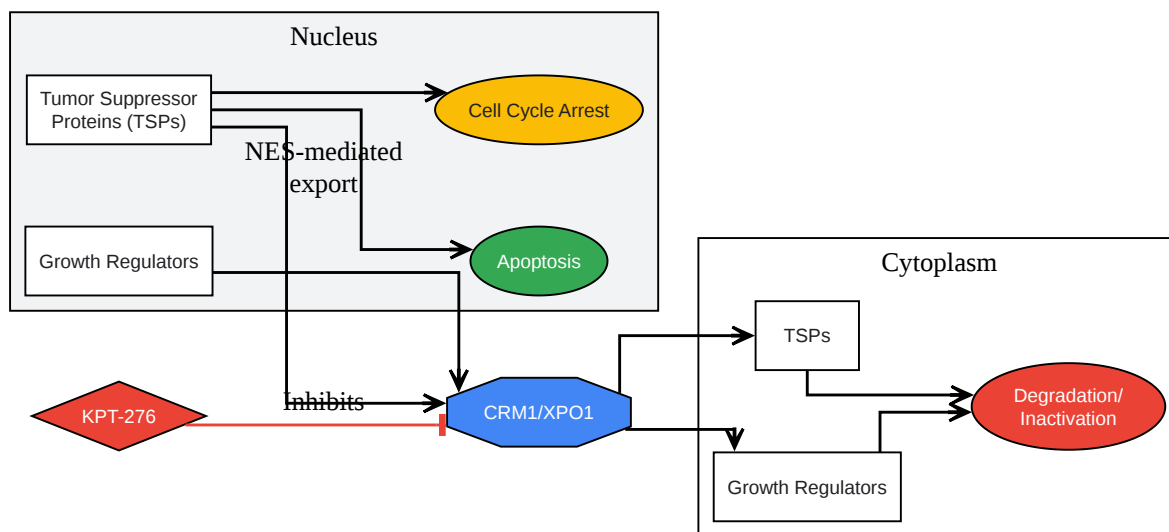 Nucleus
Tumor Suppressor
Proteins (TSPs)
Cell Cycle Arrest
NES-mediated
export
Growth Regulators
Apoptosis
Cytoplasm
TSPs
KPT-276
Inhibits
CRM1/XPO1
Degradation/
Inactivation
Growth Regulators